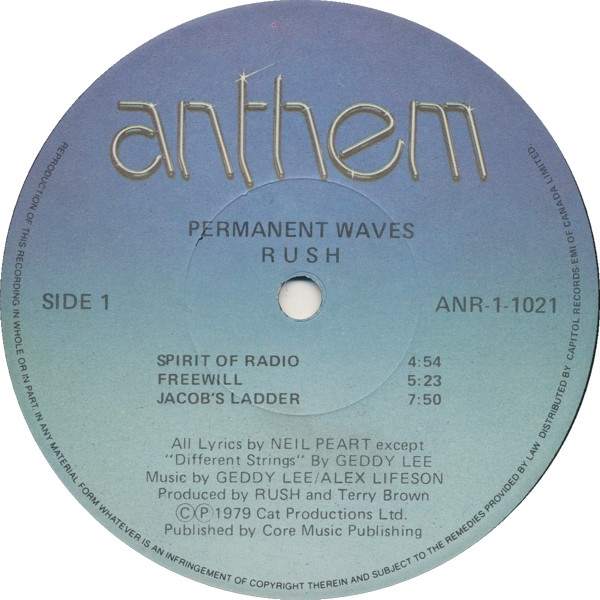 anthem
PERMANENT WAVES
RUSH
SIDE 1
ANR-1-1021
SPIRIT OF RADIO 4:54
FREEWILL 5:23
JACOB'S LADDER 7:50
All Lyrics by NEIL PEART except
"Different Strings" By GEDDY LEE
Music by GEDDY LEE/ALEX LIFESON
Produced by RUSH and Terry Brown
ⒸⓅ1979 Cat Productions Ltd.
Published by Core Music Publishing
REPRODUCTION OF THIS RECORDING IN WHOLE OR IN PART, IN ANY MATERIAL FORM WHATEVER IS AN INFRINGEMENT OF COPYRIGHT THEREIN AND SUBJECT TO THE REMEDIES PROVIDED BY LAW DISTRIBUTED BY CAPITOL RECORDS-EMI OF CANADA LIMITED.